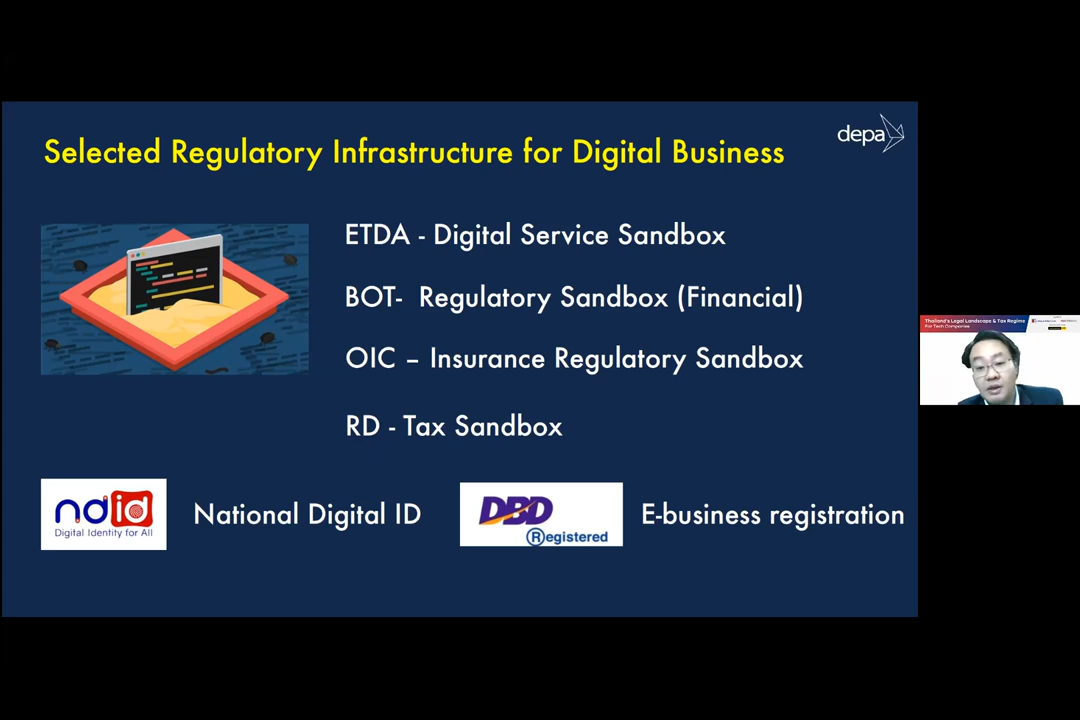 Selected Regulatory Infrastructure for Digital Business
depa
ETDA - Digital Service Sandbox
BOT-  Regulatory Sandbox (Financial)
OIC – Insurance Regulatory Sandbox
RD - Tax Sandbox
ndid
Digital Identity for All
National Digital ID
DBD
Registered
E-business registration
Thailand's Legal Landscape & Tax Regime
For Tech Companies